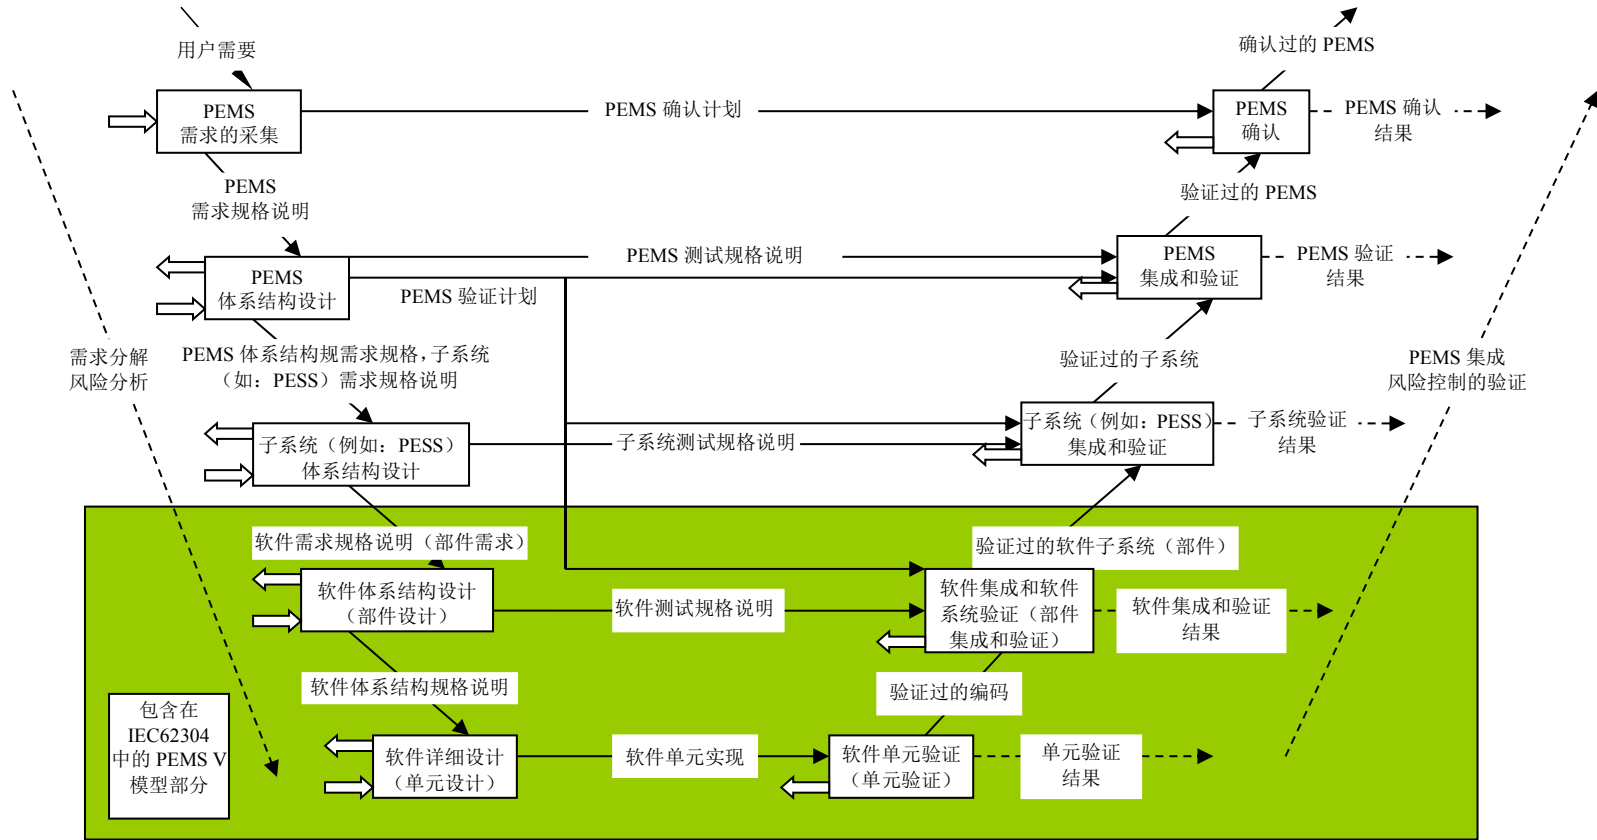 用户需要
确认过的 PEMS
PEMS
需求的采集
PEMS 确认计划
PEMS
确认
PEMS 确认
结果
PEMS
需求规格说明
验证过的 PEMS
PEMS
体系结构设计
PEMS 测试规格说明
PEMS 验证计划
PEMS
集成和验证
PEMS 验证
结果
需求分解
风险分析
PEMS 体系结构规需求规格，子系统
（如：PESS）需求规格说明
验证过的子系统
PEMS 集成
风险控制的验证
子系统（例如：PESS）
体系结构设计
子系统测试规格说明
子系统（例如：PESS）
集成和验证
子系统验证
结果
软件需求规格说明（部件需求）
验证过的软件子系统（部件）
软件体系结构设计
（部件设计）
软件测试规格说明
软件集成和软件
系统验证（部件
集成和验证）
软件集成和验证
结果
软件体系结构规格说明
验证过的编码
包含在
IEC62304
中的 PEMS V
模型部分
软件详细设计
（单元设计）
软件单元实现
软件单元验证
（单元验证）
单元验证
结果